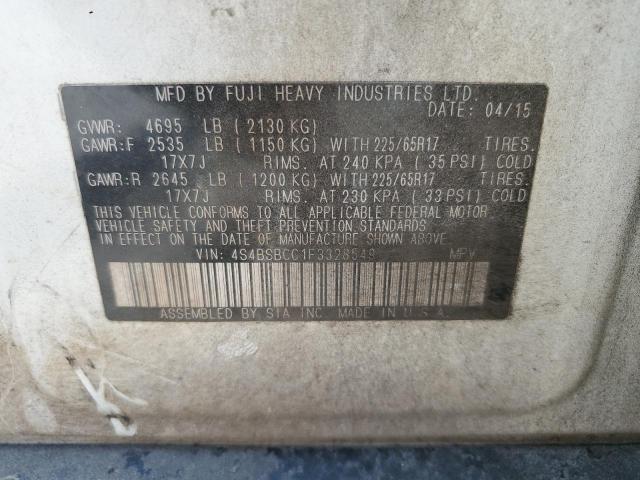 MFD BY FUJI HEAVY INDUSTRIES LTD.
DATE: 04/15
GVWR: 4695 LB ( 2130 KG)
GAWR:F 2535 LB ( 1150 KG) WITH 225/65R17 TIRES.
17X7J RIMS. AT 240 KPA ( 35 PSI) COLD
GAWR:R 2645 LB ( 1200 KG) WITH 225/65R17 TIRES.
17X7J RIMS. AT 230 KPA ( 33 PSI) COLD
THIS VEHICLE CONFORMS TO ALL APPLICABLE FEDERAL MOTOR
VEHICLE SAFETY AND THEFT PREVENTION STANDARDS
IN EFFECT ON THE DATE OF MANUFACTURE SHOWN ABOVE.
VIN: 4S4BSBCC1F3328549 MPV
ASSEMBLED BY SIA INC. MADE IN U.S.A.